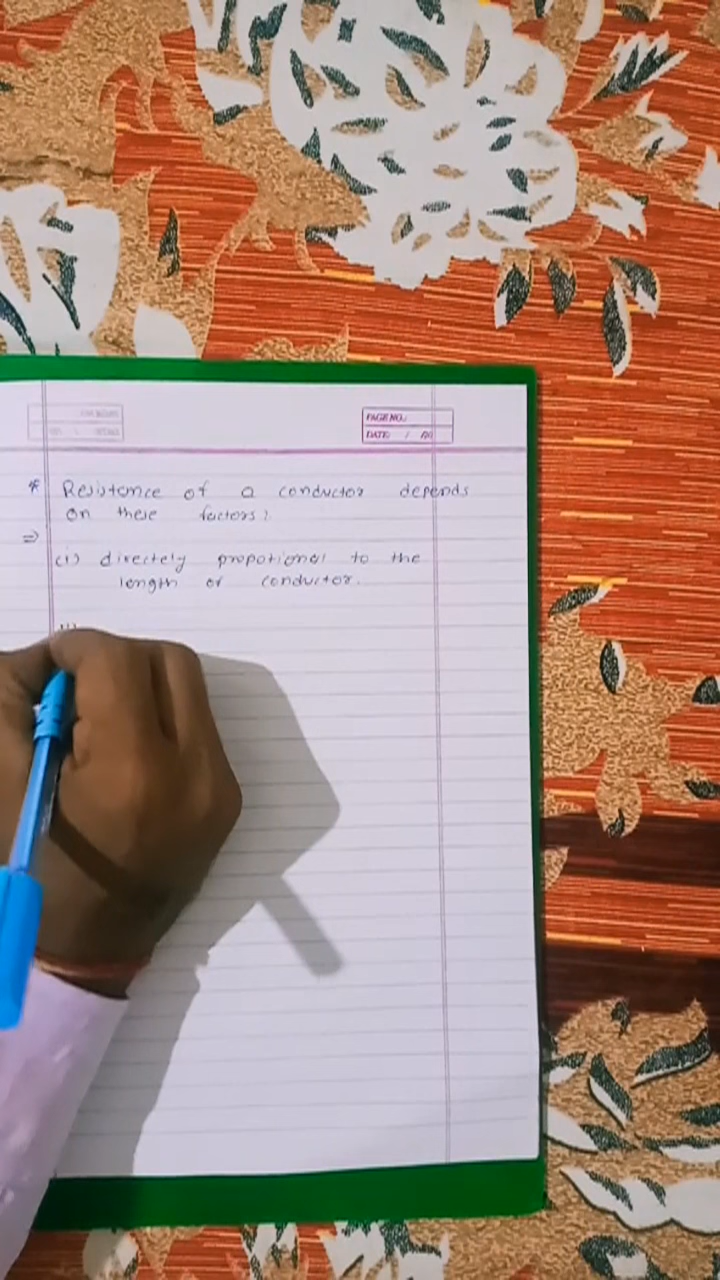 PAGE NO.:
DATE: / /20
* Resistance of a conductor depends
on these factors?
⇒
(i) directely propotional to the
length of conductor.